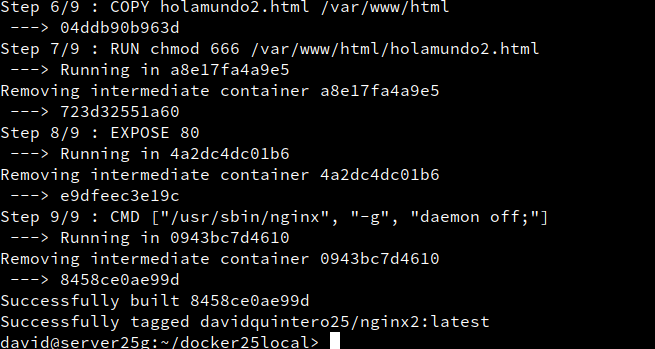 Step 6/9 : COPY holamundo2.html /var/www/html
 ---> 04ddb90b963d
Step 7/9 : RUN chmod 666 /var/www/html/holamundo2.html
 ---> Running in a8e17fa4a9e5
Removing intermediate container a8e17fa4a9e5
 ---> 723d32551a60
Step 8/9 : EXPOSE 80
 ---> Running in 4a2dc4dc01b6
Removing intermediate container 4a2dc4dc01b6
 ---> e9dfeec3e19c
Step 9/9 : CMD ["/usr/sbin/nginx", "-g", "daemon off;"]
 ---> Running in 0943bc7d4610
Removing intermediate container 0943bc7d4610
 ---> 8458ce0ae99d
Successfully built 8458ce0ae99d
Successfully tagged davidquintero25/nginx2:latest
david@server25g:~/docker25local>